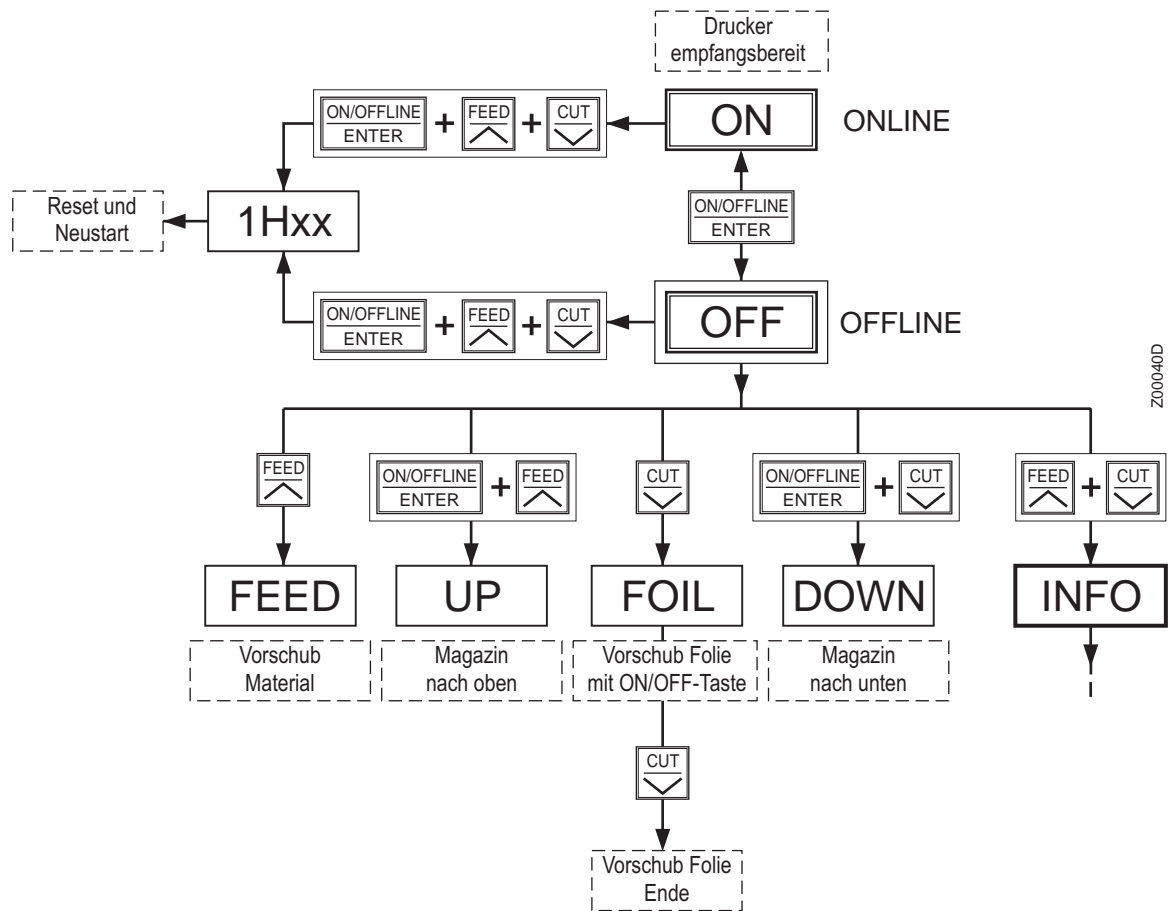 Drucker
empfangsbereit
ON/OFFLINE
ENTER
+
FEED
+
CUT
ON
ONLINE
Reset und
Neustart
1Hxx
ON/OFFLINE
ENTER
ON/OFFLINE
ENTER
+
FEED
+
CUT
OFF
OFFLINE
Z00040D
FEED
ON/OFFLINE
ENTER
+
FEED
CUT
ON/OFFLINE
ENTER
+
CUT
FEED
+
CUT
FEED
UP
FOIL
DOWN
INFO
Vorschub
Material
Magazin
nach oben
Vorschub Folie
mit ON/OFF-Taste
Magazin
nach unten
CUT
Vorschub Folie
Ende